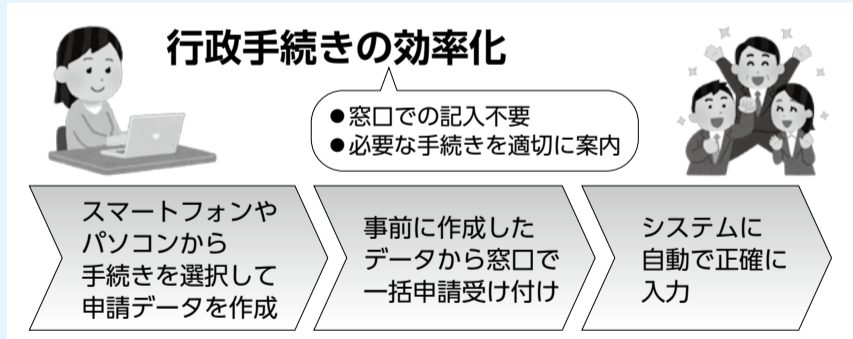 行政手続きの効率化
●窓口での記入不要
●必要な手続きを適切に案内
スマートフォンや
パソコンから
手続きを選択して
申請データを作成
事前に作成した
データから窓口で
一括申請受け付け
システムに
自動で正確に
入力